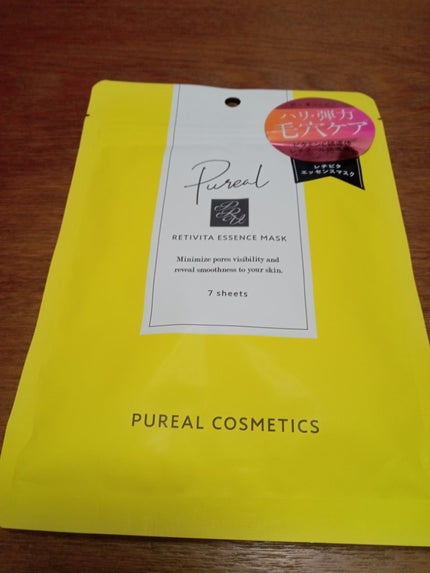 ハリ・弾力
毛穴ケア
レチビタ
エッセンスマスク
Pureal
RETIVITA ESSENCE MASK
Minimize pores visibility and
reveal smoothness to your skin.
7 sheets
PUREAL COSMETICS